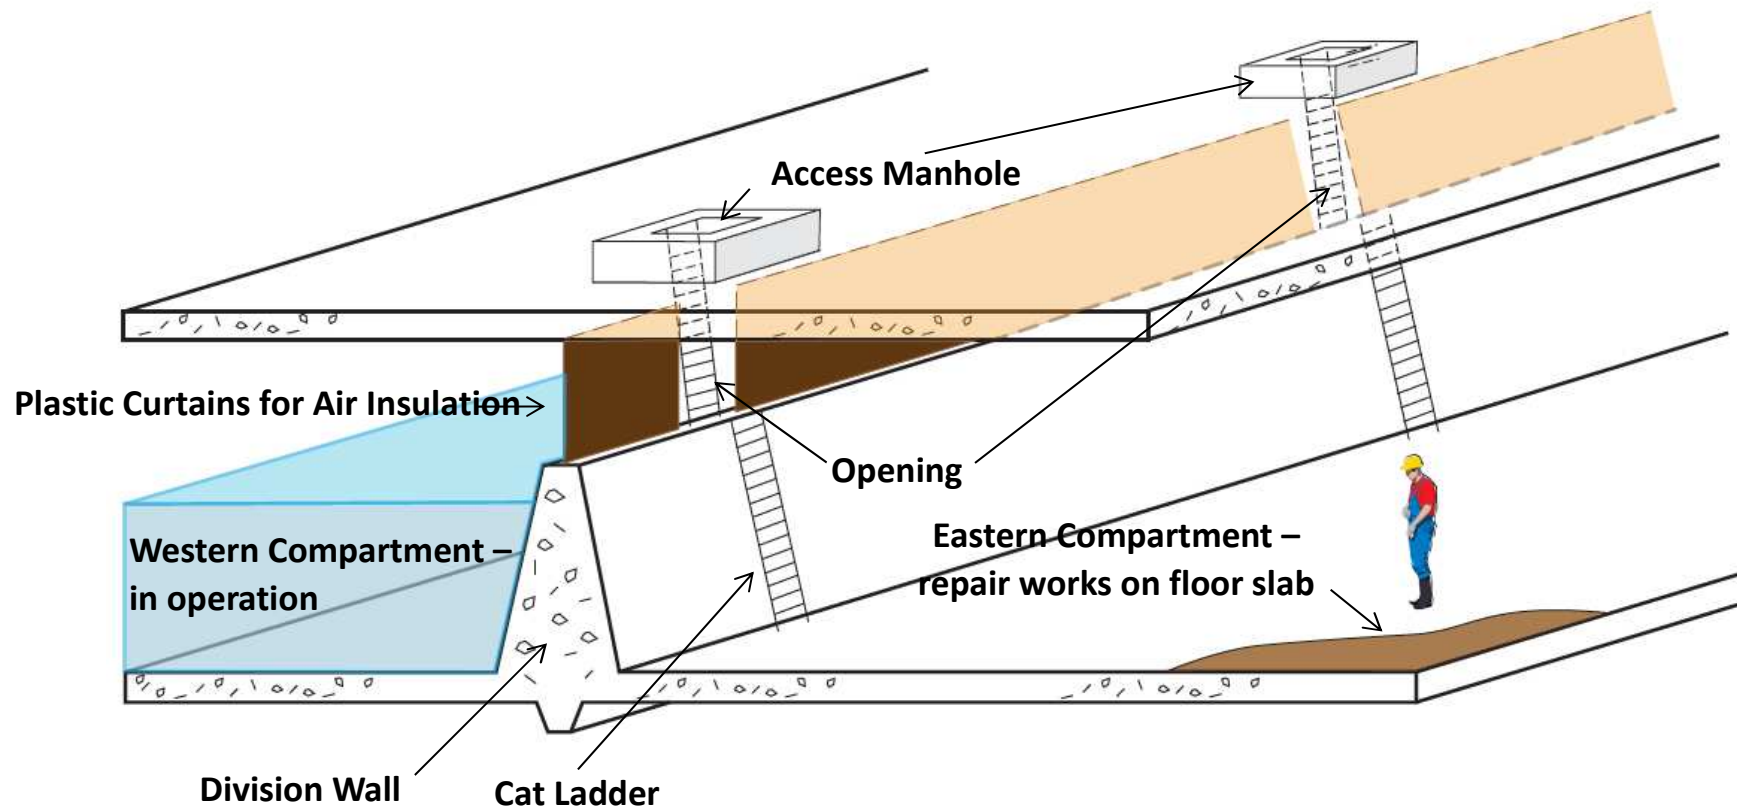 Access Manhole
Plastic Curtains for Air Insulation
Opening
Western Compartment –
in operation
Eastern Compartment –
repair works on floor slab
Division Wall
Cat Ladder